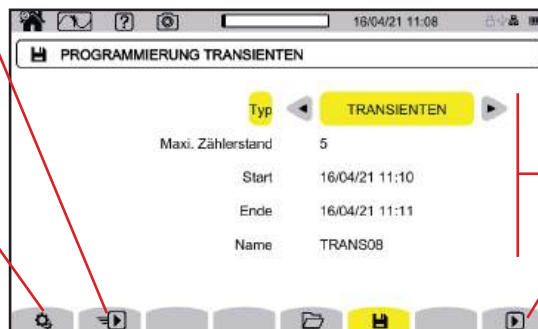 ? 16/04/21 11:08
PROGRAMMIERUNG TRANSIENTEN
Typ TRANSIENTEN
Maxi. Zählerstand 5
Start 16/04/21 11:10
Ende 16/04/21 11:11
Name TRANS08